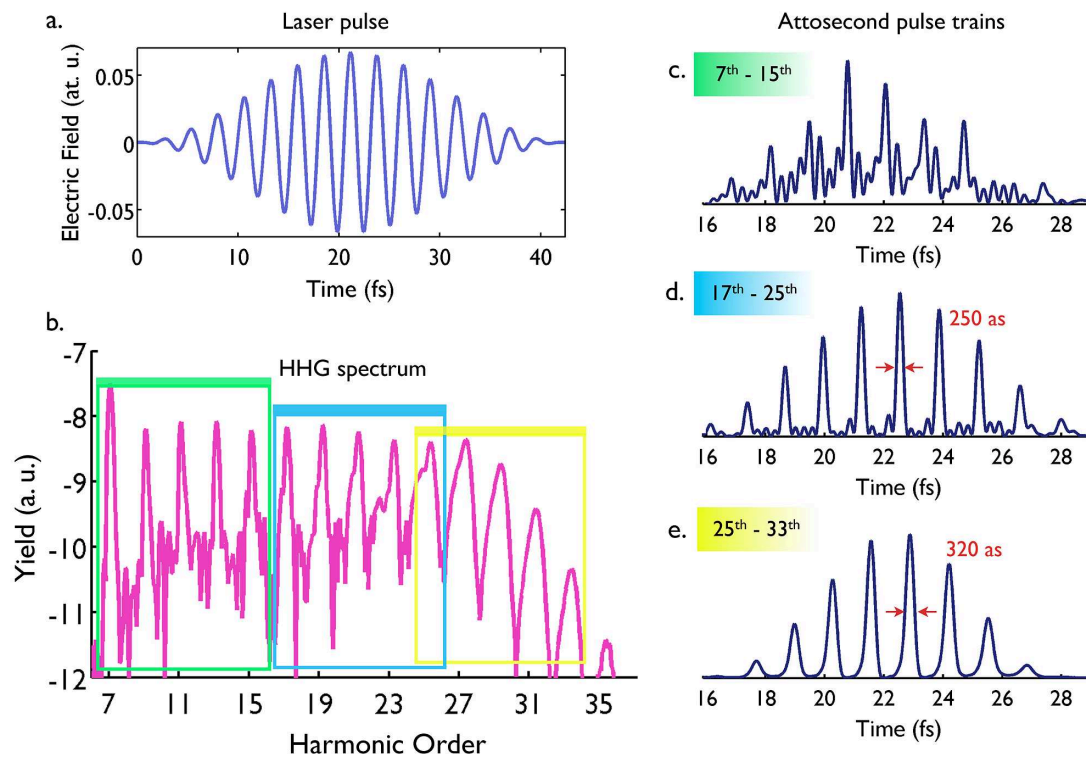 a.
Laser pulse
Electric Field (at. u.)
0.05
0
-0.05
0 10 20 30 40
Time (fs)
b.
HHG spectrum
Yield (a. u.)
-7
-8
-9
-10
-11
-12
7 11 15 19 23 27 31 35
Harmonic Order
Attosecond pulse trains
c.
7th - 15th
16 18 20 22 24 26 28
Time (fs)
d.
17th - 25th
250 as
16 18 20 22 24 26 28
Time (fs)
e.
25th - 33th
320 as
16 18 20 22 24 26 28
Time (fs)